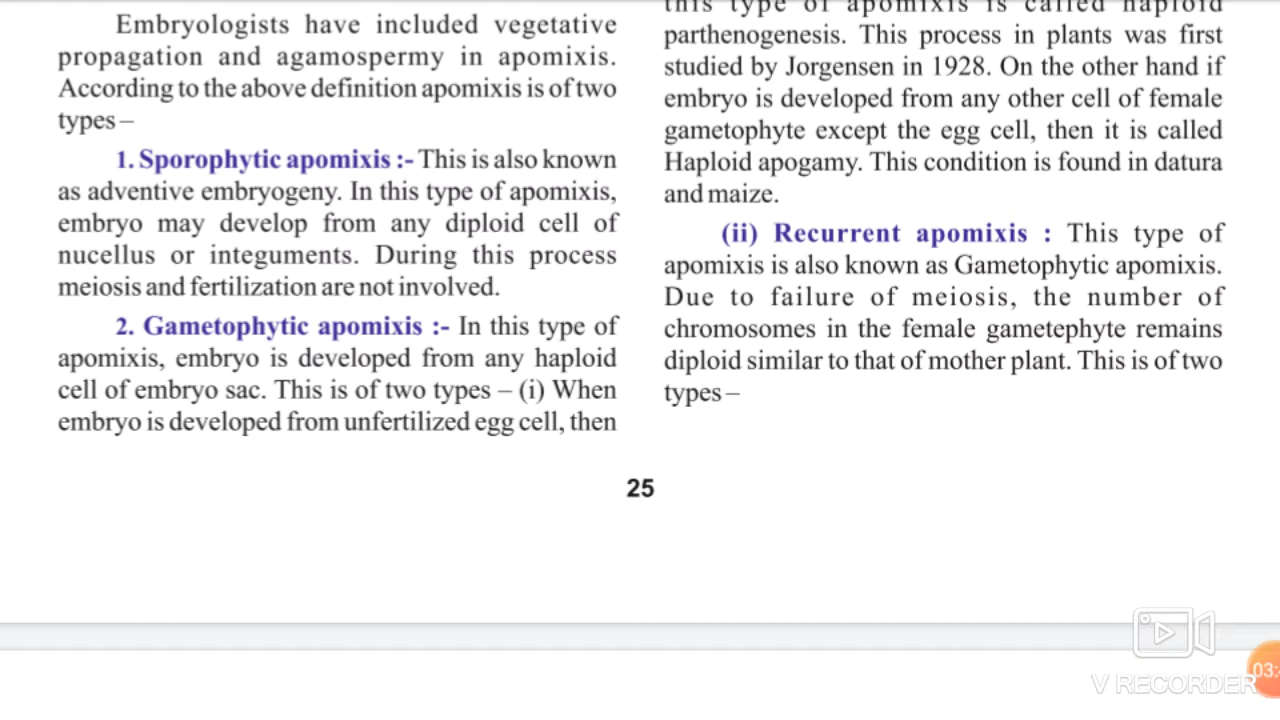 Embryologists have included vegetative
propagation and agamospermy in apomixis.
According to the above definition apomixis is of two
types –
1. Sporophytic apomixis :- This is also known
as adventive embryogeny. In this type of apomixis,
embryo may develop from any diploid cell of
nucellus or integuments. During this process
meiosis and fertilization are not involved.
2. Gametophytic apomixis :- In this type of
apomixis, embryo is developed from any haploid
cell of embryo sac. This is of two types – (i) When
embryo is developed from unfertilized egg cell, then
this type of apomixis is called haploid
parthenogenesis. This process in plants was first
studied by Jorgensen in 1928. On the other hand if
embryo is developed from any other cell of female
gametophyte except the egg cell, then it is called
Haploid apogamy. This condition is found in datura
and maize.
(ii) Recurrent apomixis : This type of
apomixis is also known as Gametophytic apomixis.
Due to failure of meiosis, the number of
chromosomes in the female gametephyte remains
diploid similar to that of mother plant. This is of two
types –
25
V RECORDER